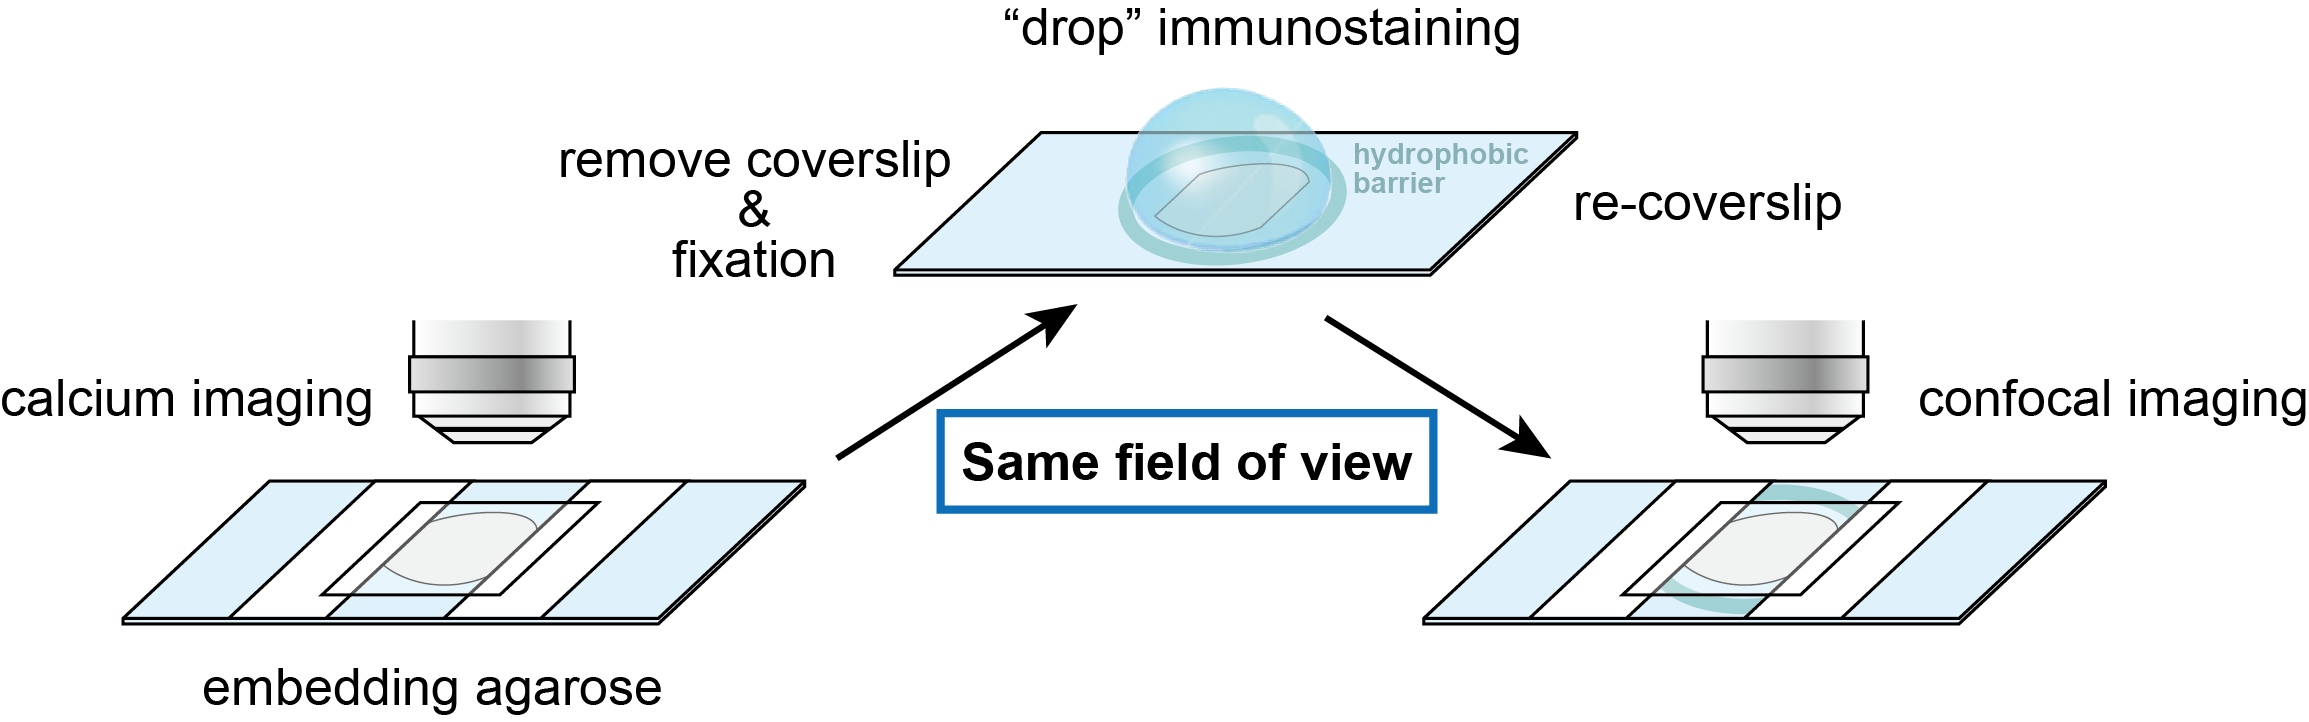 “drop” immunostaining
remove coverslip
&
fixation
hydrophobic
barrier
re-coverslip
calcium imaging
Same field of view
confocal imaging
embedding agarose